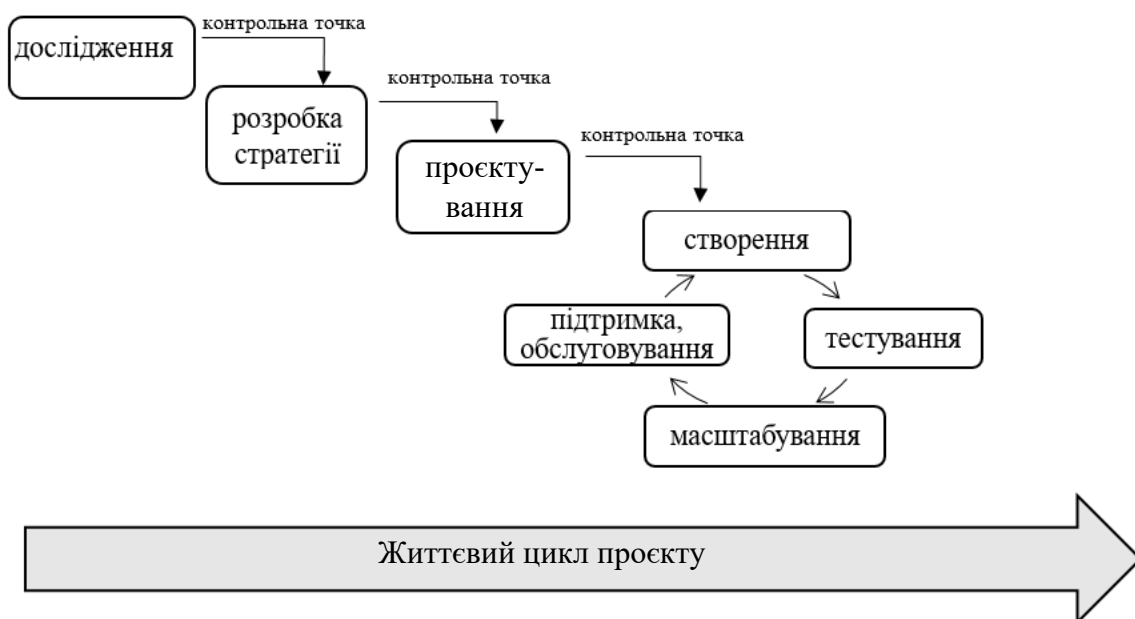 контрольна точка
дослідження
контрольна точка
розробка
стратегії
контрольна точка
проєкту-
вання
створення
підтримка,
обслуговування
тестування
масштабування
Життєвий цикл проєкту